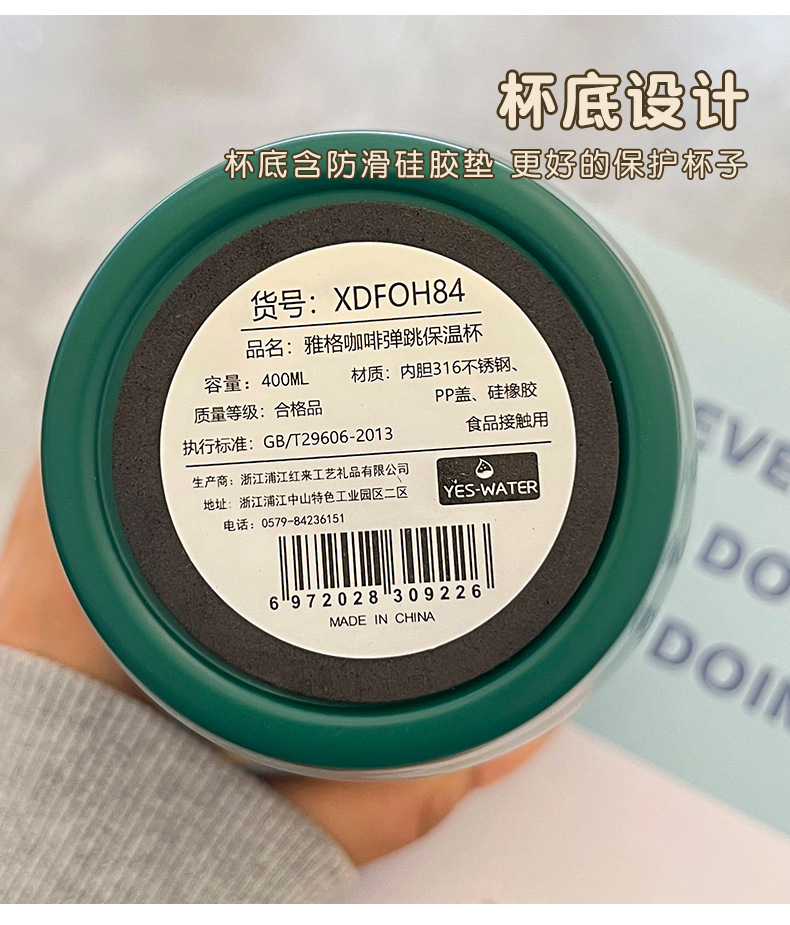 杯底设计
杯底含防滑硅胶垫 更好的保护杯子
货号：XDFOH84
品名：雅格咖啡弹跳保温杯
容量：400ML
材质：内胆316不锈钢、
PP盖、硅橡胶
质量等级：合格品
食品接触用
执行标准：GB/T29606-2013
生产商：浙江浦江红来工艺礼品有限公司
地址：浙江浦江中山特色工业园区二区
电话：0579-84236151
YES-WATER
6 972028 309226
MADE IN CHINA
EVE
DO
DOIN